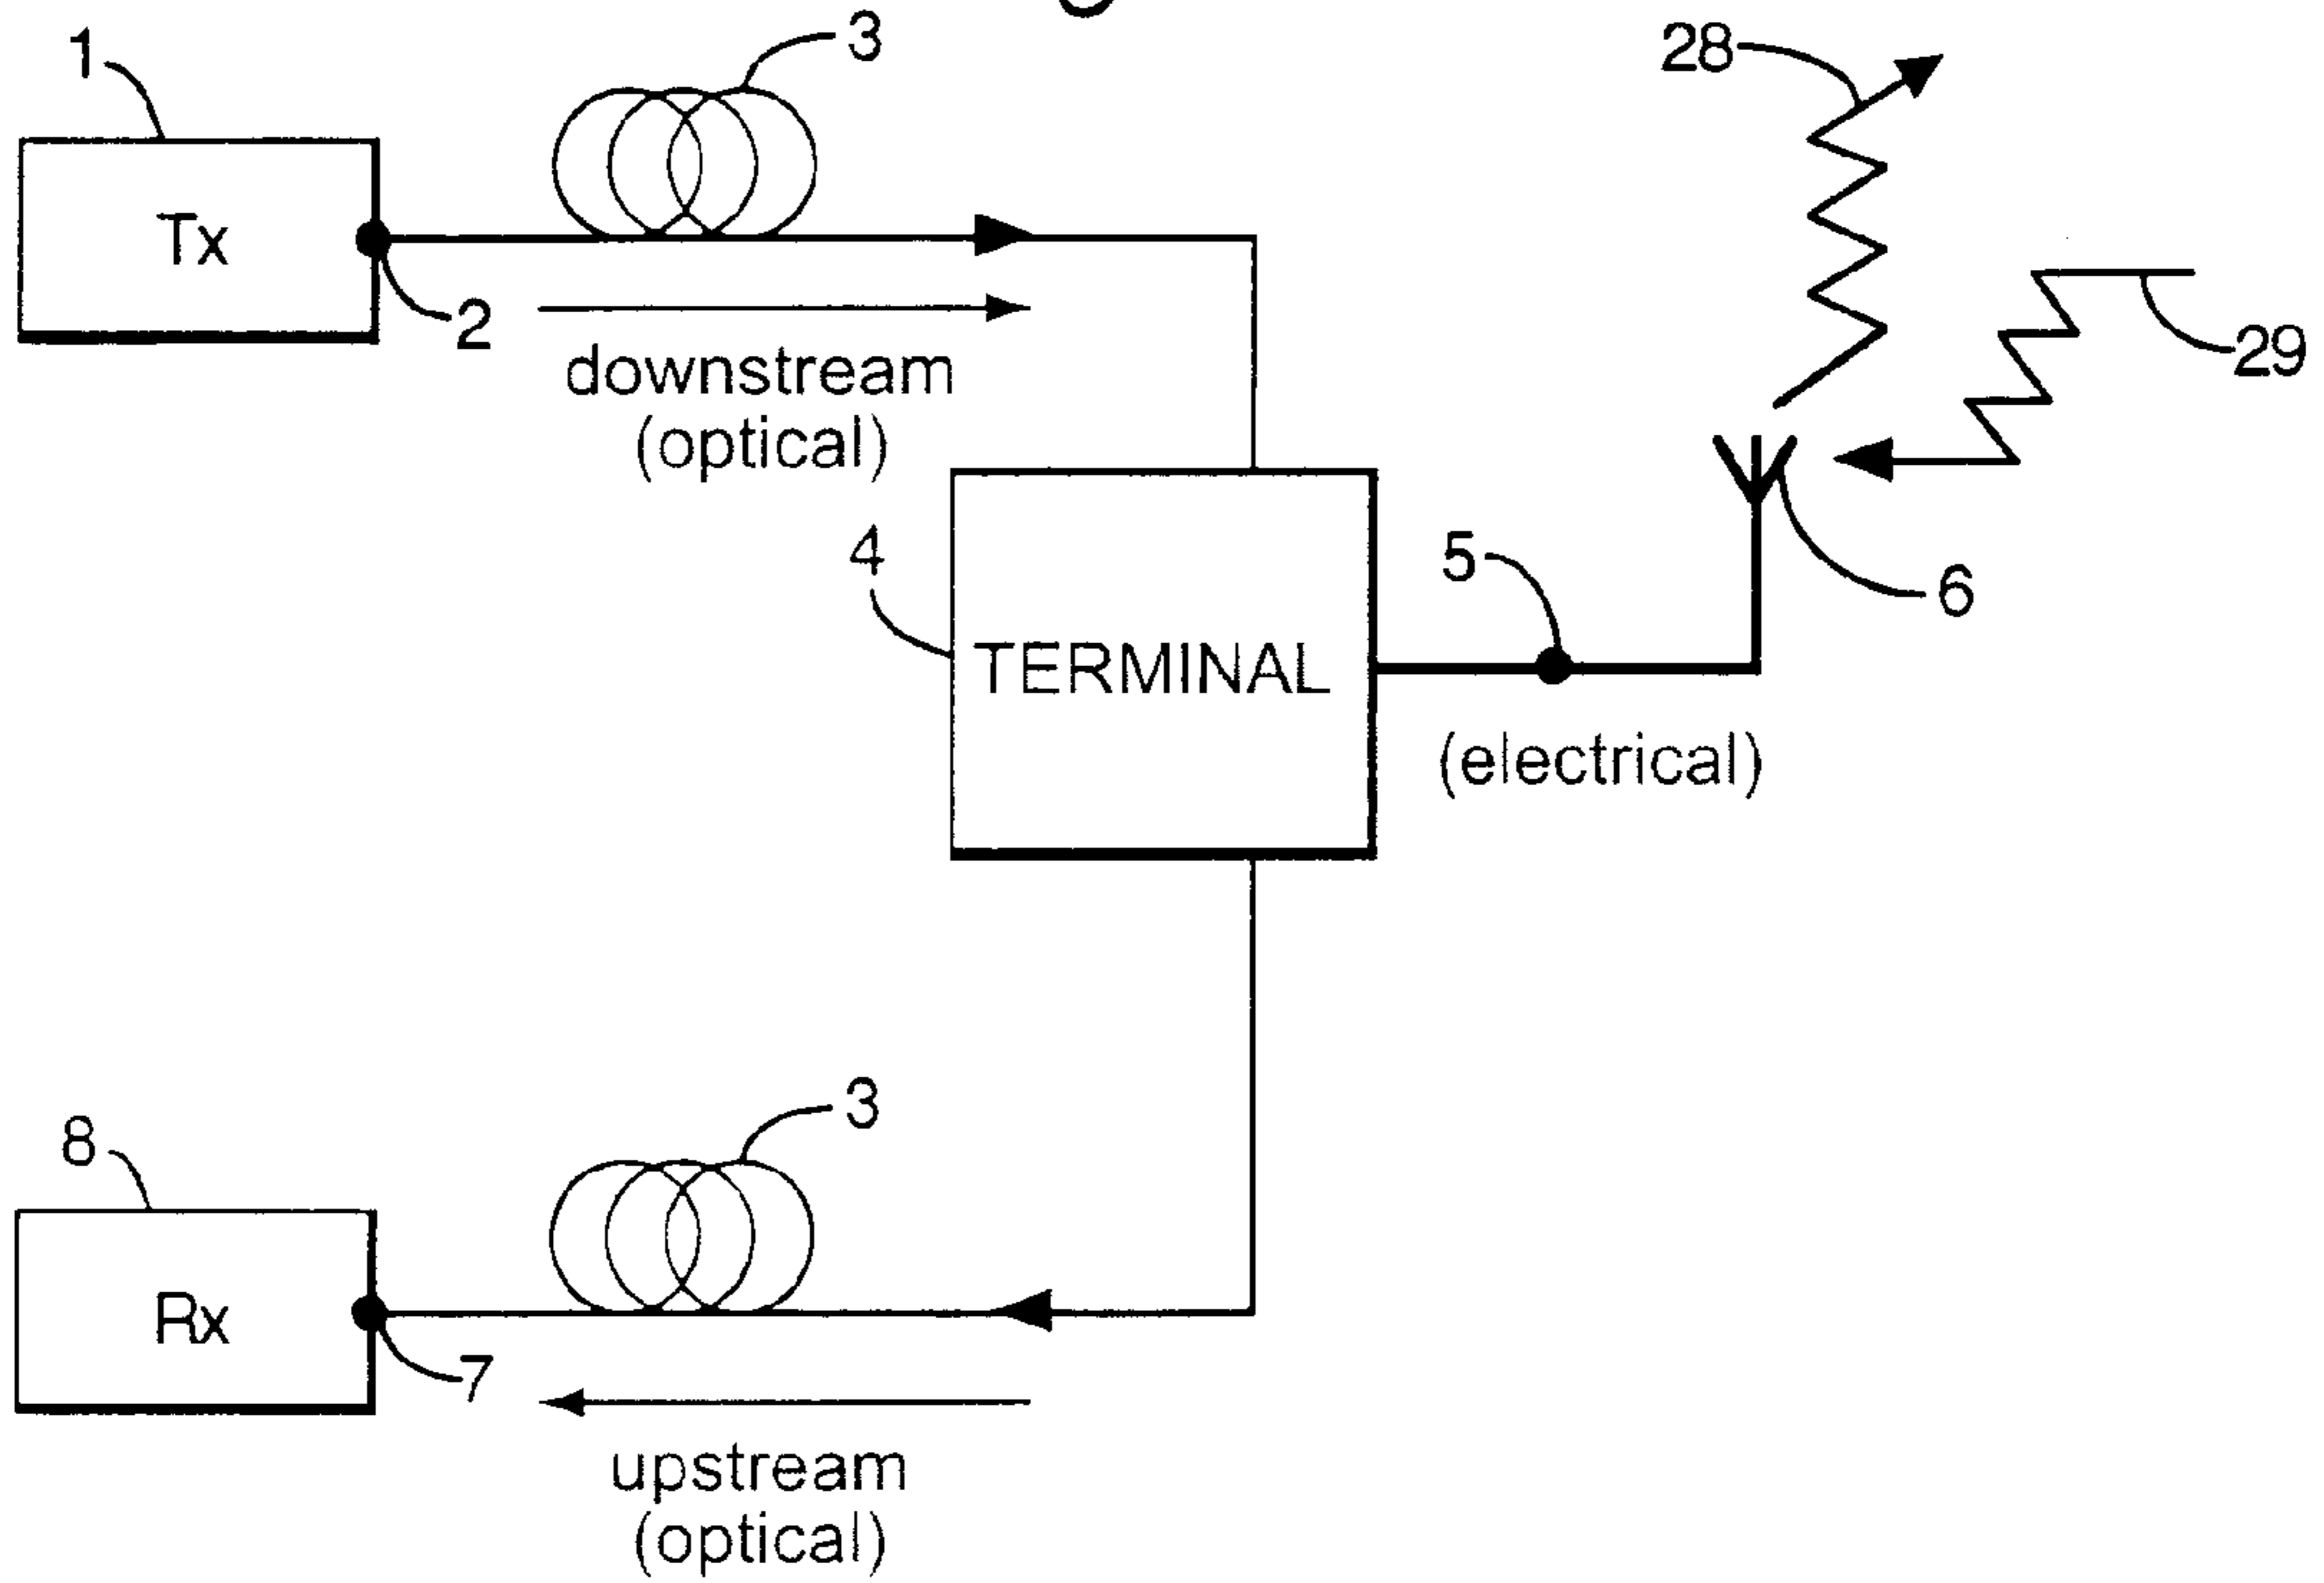 1
3
28
Tx
2
downstream
(optical)
29
4
5
6
TERMINAL
(electrical)
8
3
Rx
7
upstream
(optical)